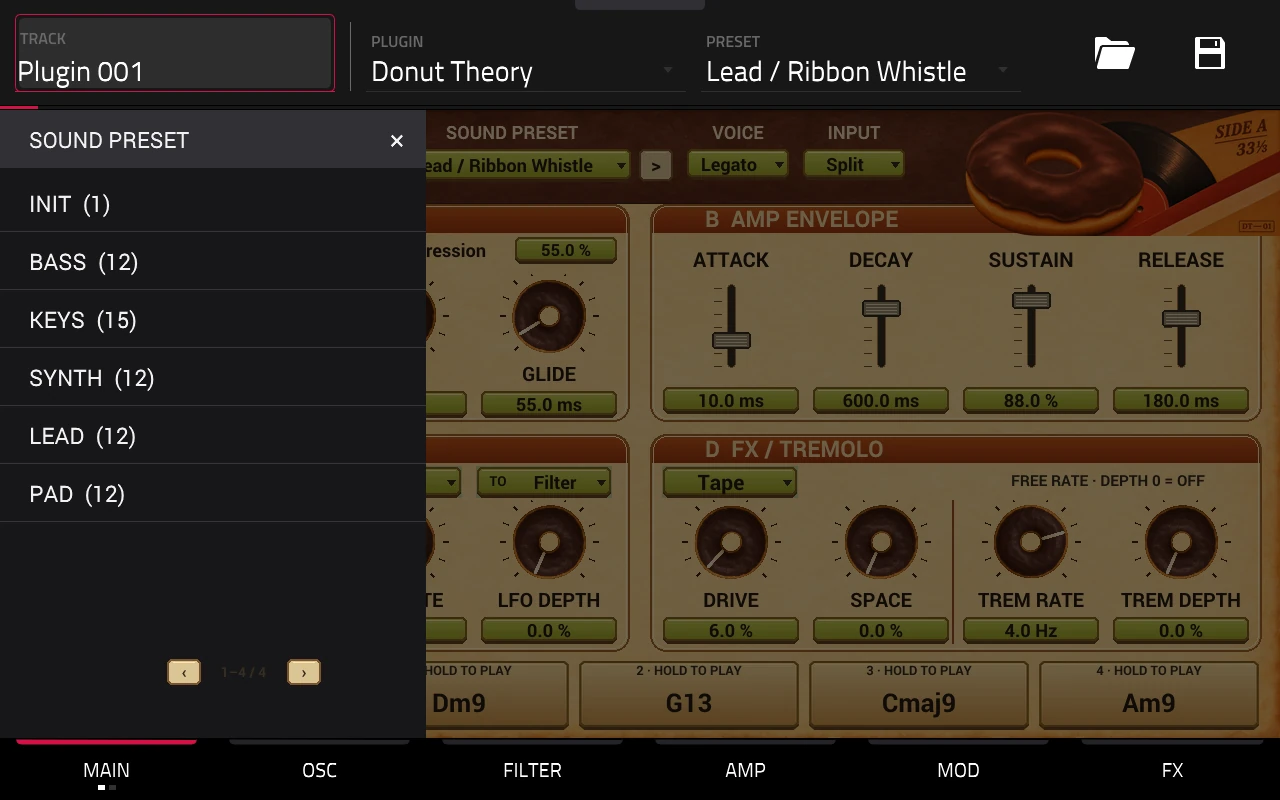 TRACK
Plugin 001
PLUGIN
Donut Theory
PRESET
Lead / Ribbon Whistle
SOUND PRESET
×
INIT (1)
BASS (12)
KEYS (15)
SYNTH (12)
LEAD (12)
PAD (12)
‹ 1–4 / 4 ›
SOUND PRESET
ead / Ribbon Whistle
>
VOICE
Legato
INPUT
Split
SIDE A
33⅓
DT—01
ression
55.0 %
GLIDE
55.0 ms
B AMP ENVELOPE
ATTACK DECAY SUSTAIN RELEASE
10.0 ms 600.0 ms 88.0 % 180.0 ms
TO Filter
TE LFO DEPTH
0.0 %
D FX / TREMOLO
Tape
FREE RATE · DEPTH 0 = OFF
DRIVE SPACE TREM RATE TREM DEPTH
6.0 % 0.0 % 4.0 Hz 0.0 %
HOLD TO PLAY
Dm9
2 · HOLD TO PLAY
G13
3 · HOLD TO PLAY
Cmaj9
4 · HOLD TO PLAY
Am9
MAIN OSC FILTER AMP MOD FX